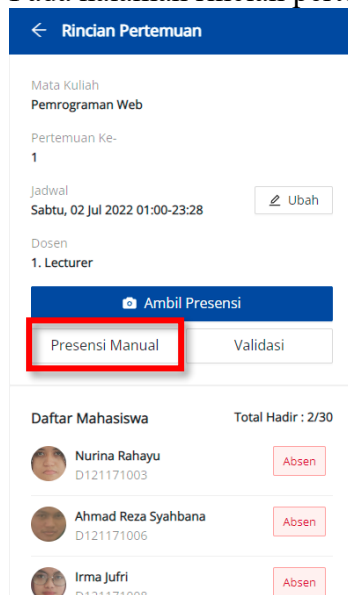 Rincian Pertemuan
Mata Kuliah
Pemrograman Web
Pertemuan Ke-
1
Jadwal
Sabtu, 02 Jul 2022 01:00-23:28
Ubah
Dosen
1. Lecturer
Ambil Presensi
Presensi Manual
Validasi
Daftar Mahasiswa
Total Hadir : 2/30
Nurina Rahayu
D121171003
Absen
Ahmad Reza Syahbana
D121171006
Absen
Irma Jufri
Absen